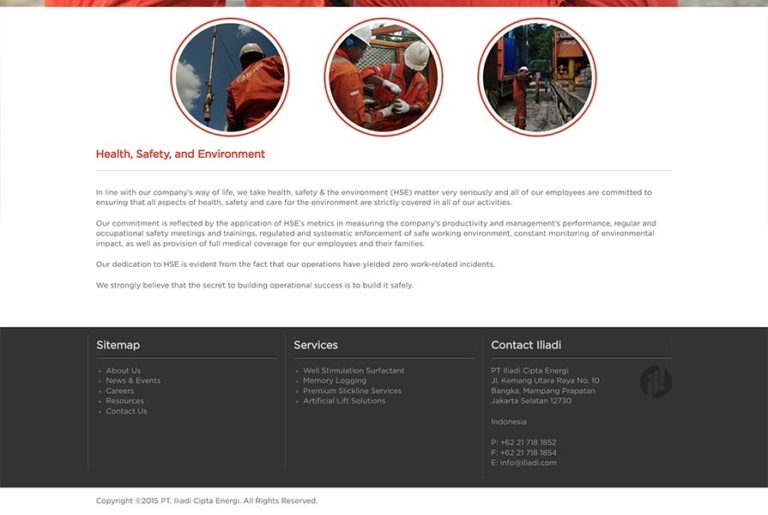 Health, Safety, and Environment
In line with our company's way of life, we take health, safety & the environment (HSE) matter very seriously and all of our employees are committed to
ensuring that all aspects of health, safety and care for the environment are strictly covered in all of our activities.
Our commitment is reflected by the application of HSE's metrics in measuring the company's productivity and management's performance, regular and
occupational safety meetings and trainings, regulated and systematic enforcement of safe working environment, constant monitoring of environmental
impact, as well as provision of full medical coverage for our employees and their families.
Our dedication to HSE is evident from the fact that our operations have yielded zero work-related incidents.
We strongly believe that the secret to building operational success is to build it safely.
Sitemap
About Us
News & Events
Careers
Resources
Contact Us
Services
Well Stimulation Surfactant
Memory Logging
Premium Slickline Services
Artificial Lift Solutions
Contact Iliadi
PT Iliadi Cipta Energi
Jl. Kemang Utara Raya No. 10
Bangka, Mampang Prapatan
Jakarta Selatan 12730
Indonesia
P: +62 21 718 1852
F: +62 21 718 1854
E: info@iliadi.com
Copyright ©2015 PT. Iliadi Cipta Energi. All Rights Reserved.